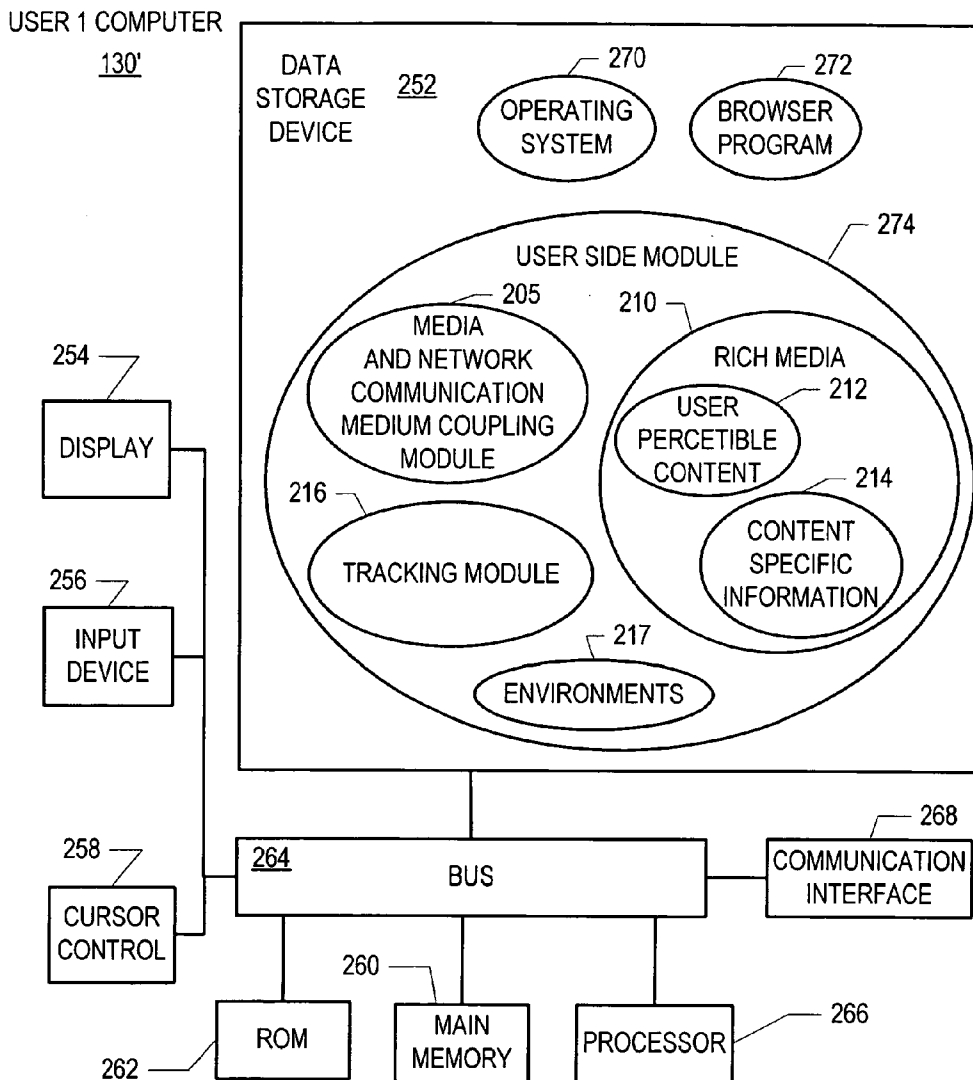 USER 1 COMPUTER
130'
DATA
STORAGE
DEVICE
252
270
OPERATING
SYSTEM
272
BROWSER
PROGRAM
274
USER SIDE MODULE
205
MEDIA
AND NETWORK
COMMUNICATION
MEDIUM COUPLING
MODULE
210
RICH MEDIA
212
USER
PERCETIBLE
CONTENT
214
CONTENT
SPECIFIC
INFORMATION
216
TRACKING MODULE
217
ENVIRONMENTS
254
DISPLAY
256
INPUT
DEVICE
258
CURSOR
CONTROL
264
BUS
268
COMMUNICATION
INTERFACE
262
ROM
260
MAIN
MEMORY
266
PROCESSOR